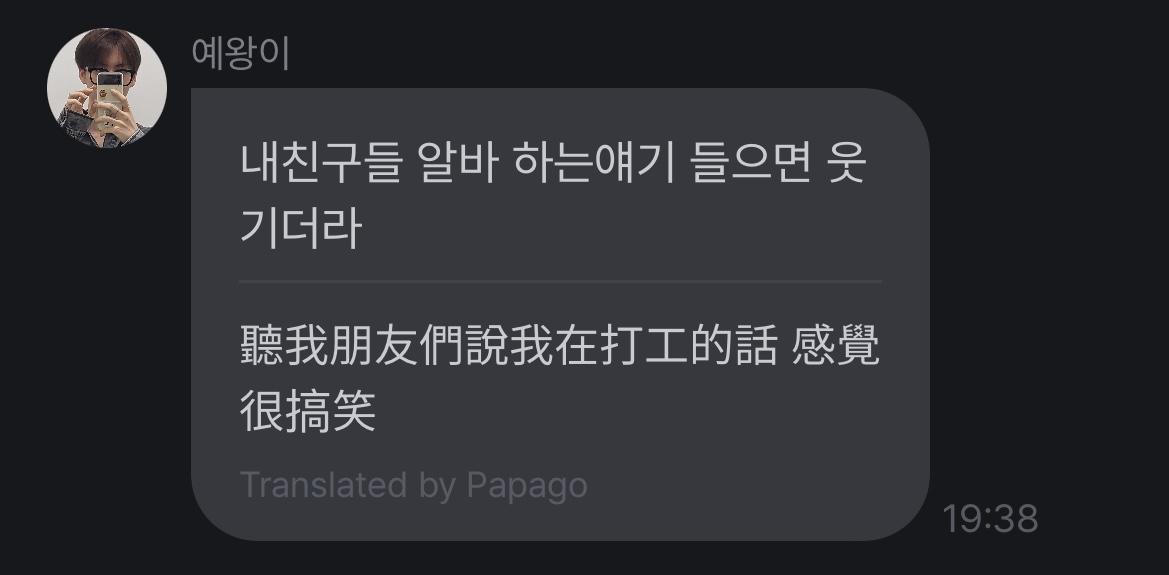 예왕이
내친구들 알바 하는얘기 들으면 웃
기더라
聽我朋友們說我在打工的話 感覺
很搞笑
Translated by Papago
19:38